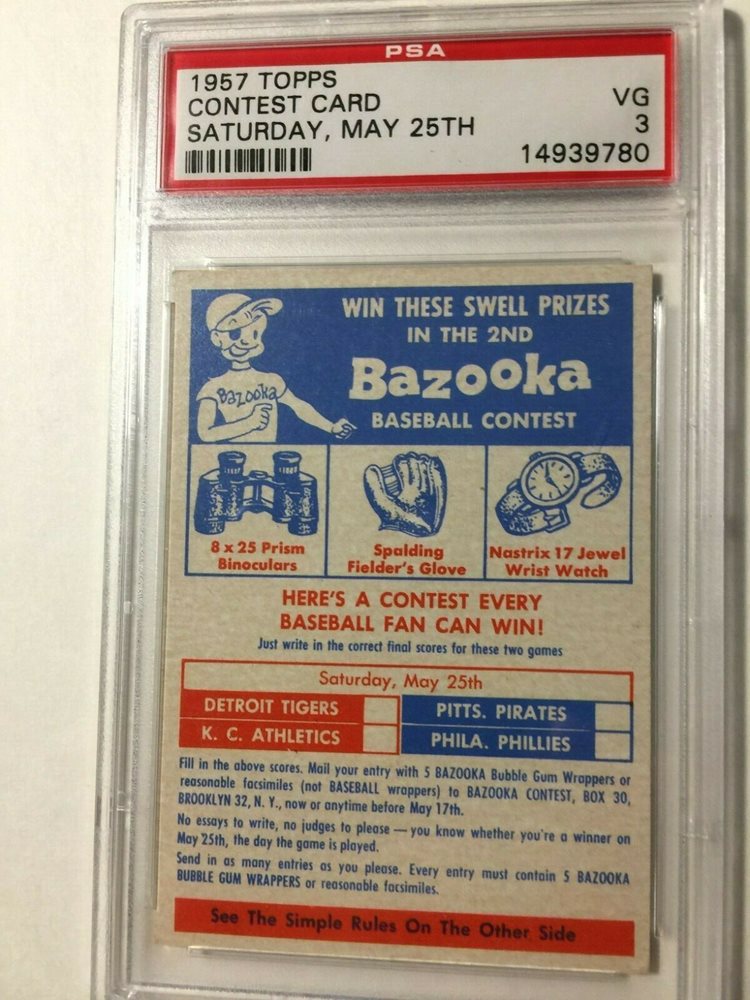 PSA
1957 TOPPS
CONTEST CARD
SATURDAY, MAY 25TH
VG
3
14939780
WIN THESE SWELL PRIZES
IN THE 2ND
Bazooka
BASEBALL CONTEST
Bazooka
8 x 25 Prism
Binoculars
Spalding
Fielder's Glove
Nastrix 17 Jewel
Wrist Watch
HERE'S A CONTEST EVERY
BASEBALL FAN CAN WIN!
Just write in the correct final scores for these two games
Saturday, May 25th
DETROIT TIGERS
K. C. ATHLETICS
PITTS. PIRATES
PHILA. PHILLIES
Fill in the above scores. Mail your entry with 5 BAZOOKA Bubble Gum Wrappers or
reasonable facsimiles (not BASEBALL wrappers) to BAZOOKA CONTEST, BOX 30,
BROOKLYN 32, N. Y., now or anytime before May 17th.
No essays to write, no judges to please — you know whether you're a winner on
May 25th, the day the game is played.
Send in as many entries as you please. Every entry must contain 5 BAZOOKA
BUBBLE GUM WRAPPERS or reasonable facsimiles.
See The Simple Rules On The Other Side